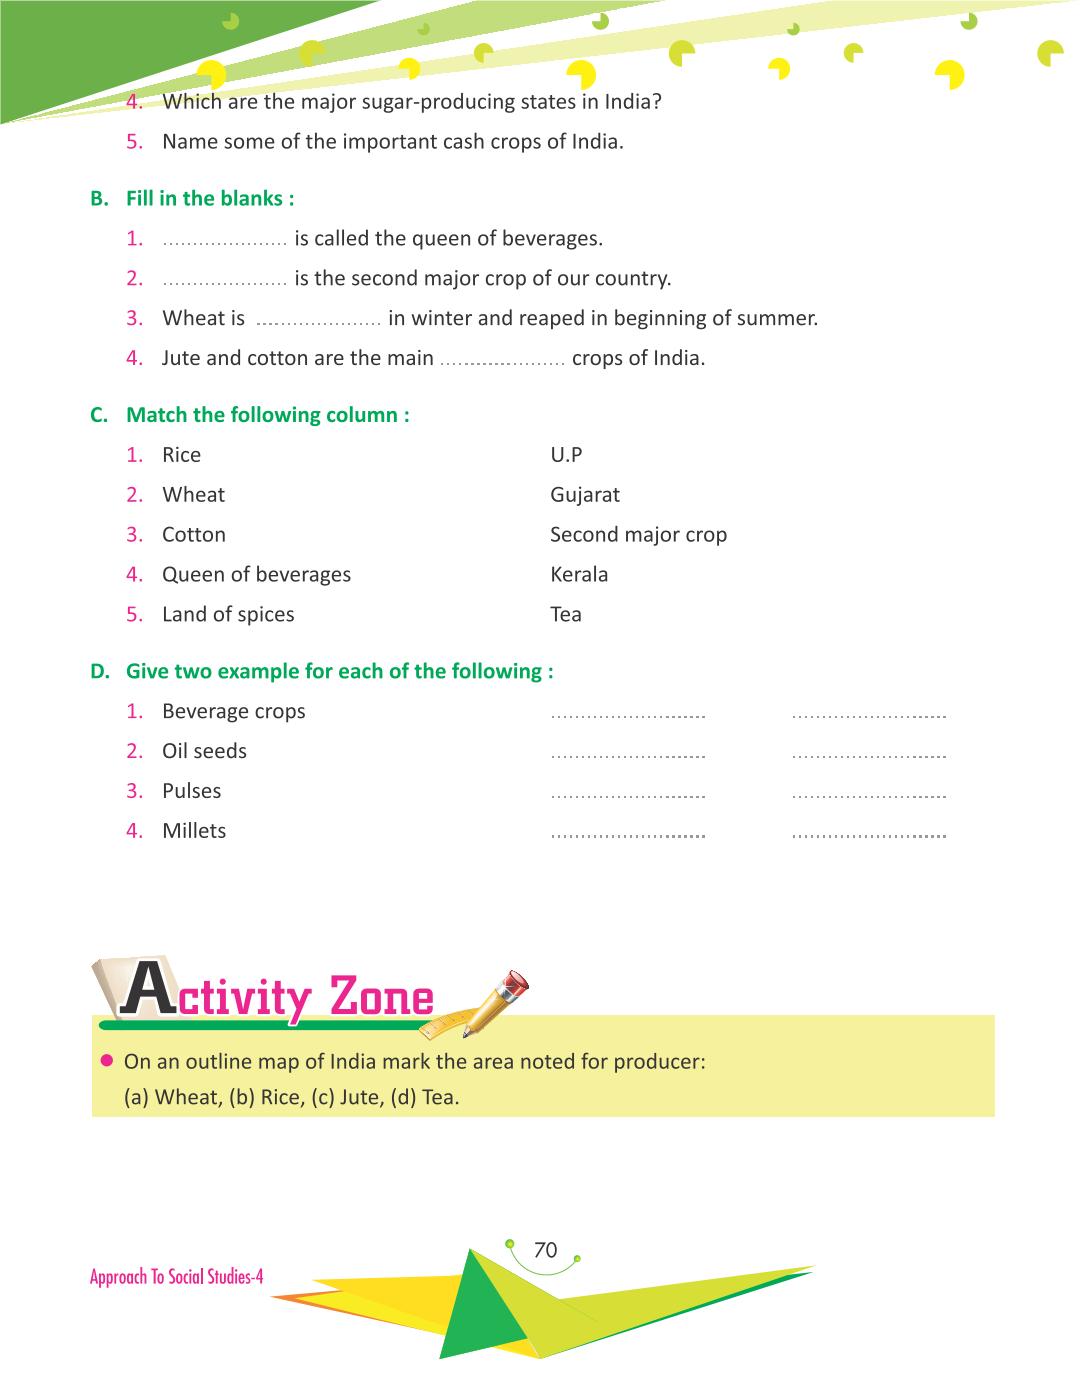 4. Which are the major sugar-producing states in India?
5. Name some of the important cash crops of India.
B. Fill in the blanks :
1. ..................... is called the queen of beverages.
2. ..................... is the second major crop of our country.
3. Wheat is ..................... in winter and reaped in beginning of summer.
4. Jute and cotton are the main ..................... crops of India.
C. Match the following column :
1. Rice U.P
2. Wheat Gujarat
3. Cotton Second major crop
4. Queen of beverages Kerala
5. Land of spices Tea
D. Give two example for each of the following :
1. Beverage crops .......................... ..........................
2. Oil seeds .......................... ..........................
3. Pulses .......................... ..........................
4. Millets .......................... ..........................
Activity Zone
● On an outline map of India mark the area noted for producer:
(a) Wheat, (b) Rice, (c) Jute, (d) Tea.
70
Approach To Social Studies-4